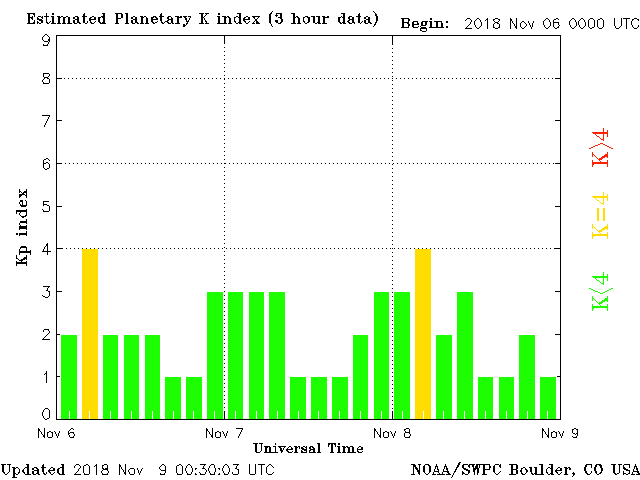 Estimated Planetary K index (3 hour data) Begin: 2018 Nov 06 0000 UTC
9
8
7
6
5
4
3
2
1
0
Kp index
Nov 6 Nov 7 Nov 8 Nov 9
Universal Time
K<4 K=4 K>4
Updated 2018 Nov 9 00:30:03 UTC NOAA/SWPC Boulder, CO USA